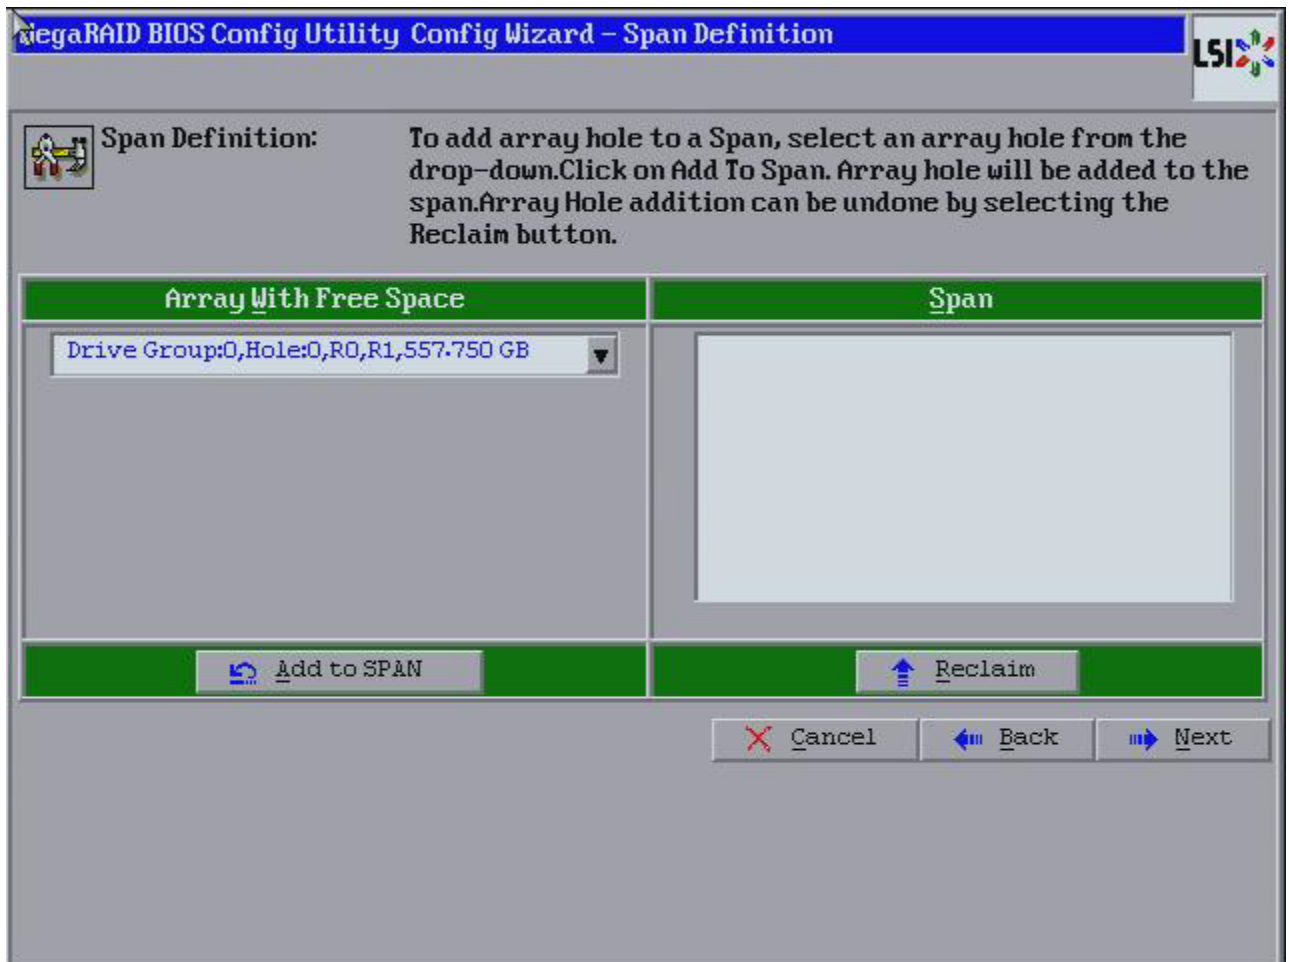 MegaRAID BIOS Config Utility Config Wizard – Span Definition
LSI
Span Definition:
To add array hole to a Span, select an array hole from the
drop-down.Click on Add To Span. Array hole will be added to the
span.Array Hole addition can be undone by selecting the
Reclaim button.
Array With Free Space
Span
Drive Group:0,Hole:0,R0,R1,557.750 GB
Add to SPAN
Reclaim
Cancel
Back
Next